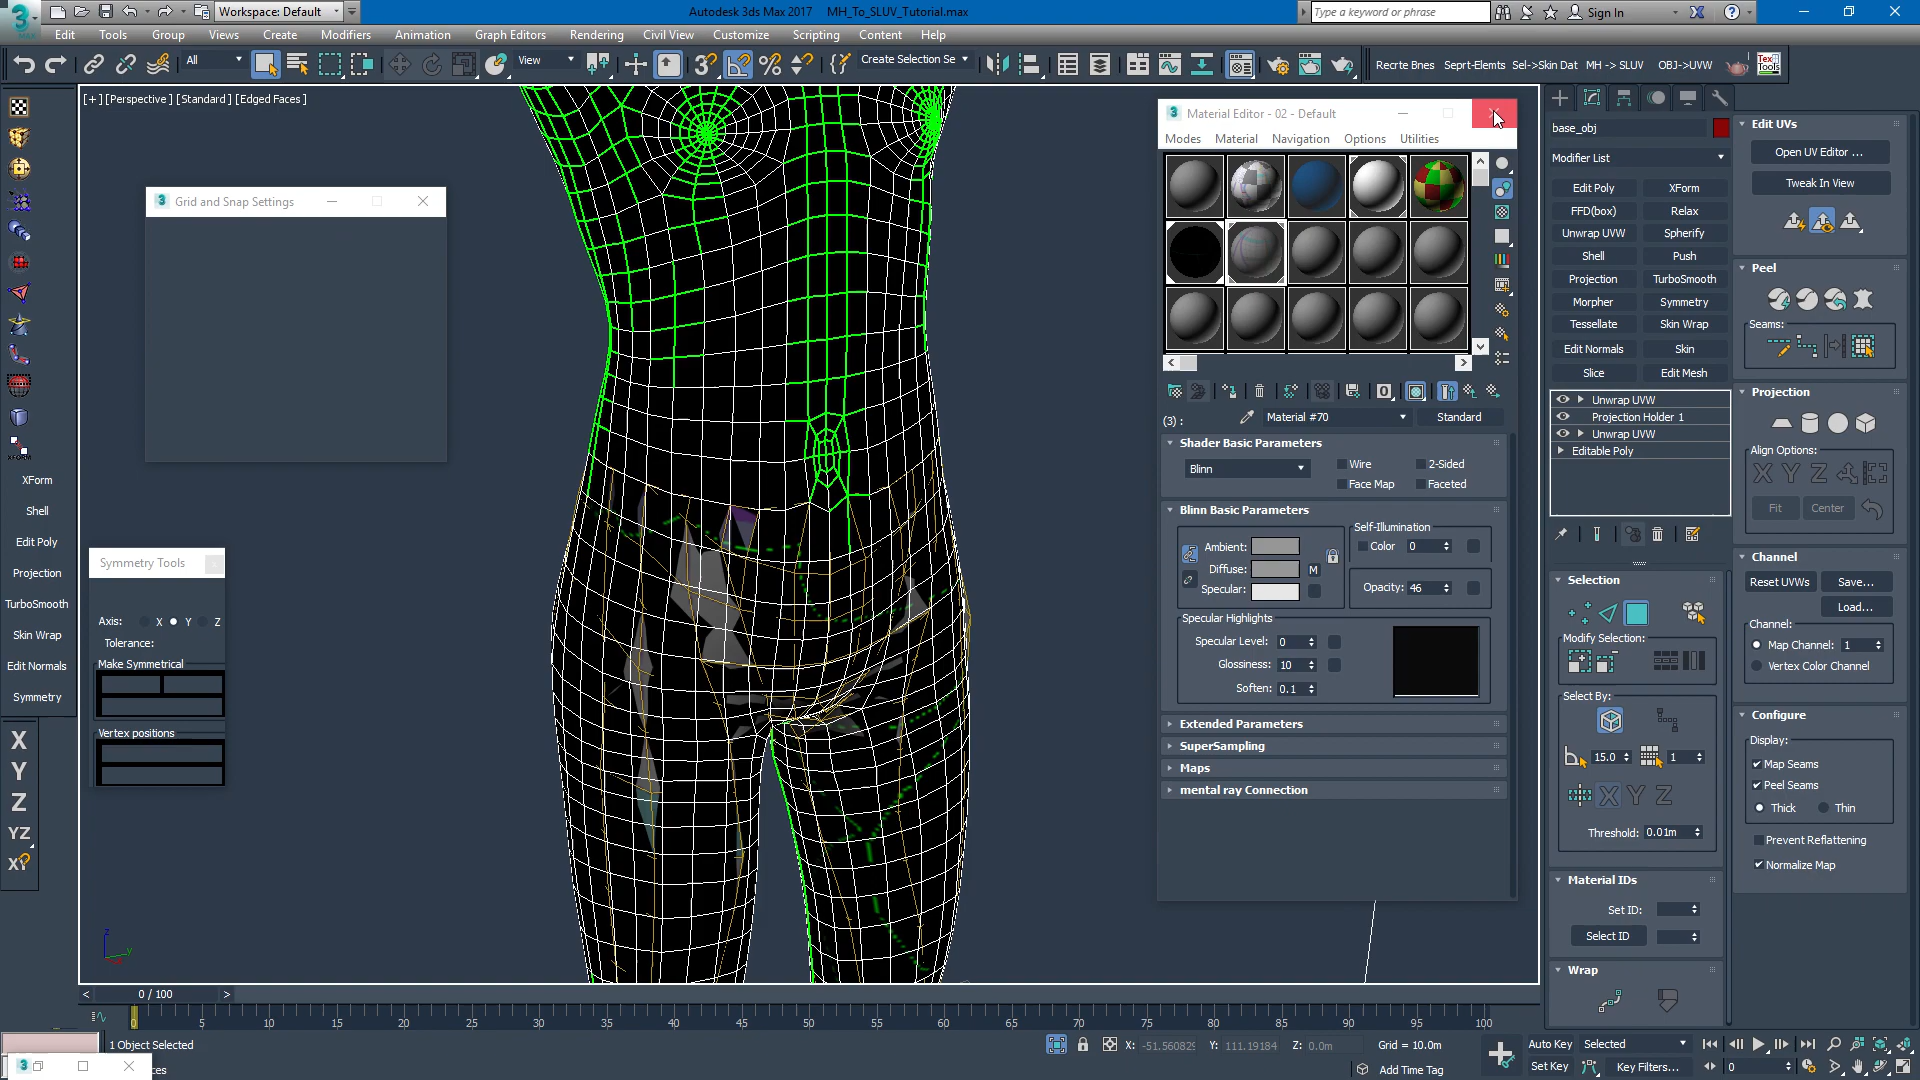 Workspace: Default
Autodesk 3ds Max 2017    MH_To_SLUV_Tutorial.max
Type a keyword or phrase
Sign In
Edit Tools Group Views Create Modifiers Animation Graph Editors Rendering Civil View Customize Scripting Content Help
All
View
Create Selection Se
Recrte Bnes Seprt-Elemts Sel->Skin Dat MH -> SLUV OBJ->UVW
[+] [Perspective ] [Standard ] [Edged Faces ]
Grid and Snap Settings
Symmetry Tools
Axis: X Y Z
Tolerance:
Make Symmetrical
Vertex positions
XForm
Shell
Edit Poly
Projection
TurboSmooth
Skin Wrap
Edit Normals
Symmetry
X
Y
Z
YZ
XY
Material Editor - 02 - Default
Modes Material Navigation Options Utilities
(3) : Material #70 Standard
Shader Basic Parameters
Blinn Wire 2-Sided
Face Map Faceted
Blinn Basic Parameters
Self-Illumination
Ambient: Color 0
Diffuse: M
Specular: Opacity: 46
Specular Highlights
Specular Level: 0
Glossiness: 10
Soften: 0.1
Extended Parameters
SuperSampling
Maps
mental ray Connection
base_obj
Modifier List
Edit Poly XForm
FFD(box) Relax
Unwrap UVW Spherify
Shell Push
Projection TurboSmooth
Morpher Symmetry
Tessellate Skin Wrap
Edit Normals Skin
Slice Edit Mesh
Unwrap UVW
Projection Holder 1
Unwrap UVW
Editable Poly
Selection
Modify Selection:
Select By:
15.0 1
X Y Z
Threshold: 0.01m
Material IDs
Set ID:
Select ID
Wrap
Edit UVs
Open UV Editor ...
Tweak In View
Peel
Seams:
Projection
Align Options:
X Y Z
Fit Center
Channel
Reset UVWs Save...
Load...
Channel:
Map Channel: 1
Vertex Color Channel
Configure
Display:
Map Seams
Peel Seams
Thick Thin
Prevent Reflattening
Normalize Map
0 / 100
0 5 10 15 20 25 30 35 40 45 50 55 60 65 70 75 80 85 90 95 100
1 Object Selected
X: Y: 111.19184 Z: 0.0m Grid = 10.0m
Auto Key Selected
Add Time Tag
Set Key Key Filters... 0